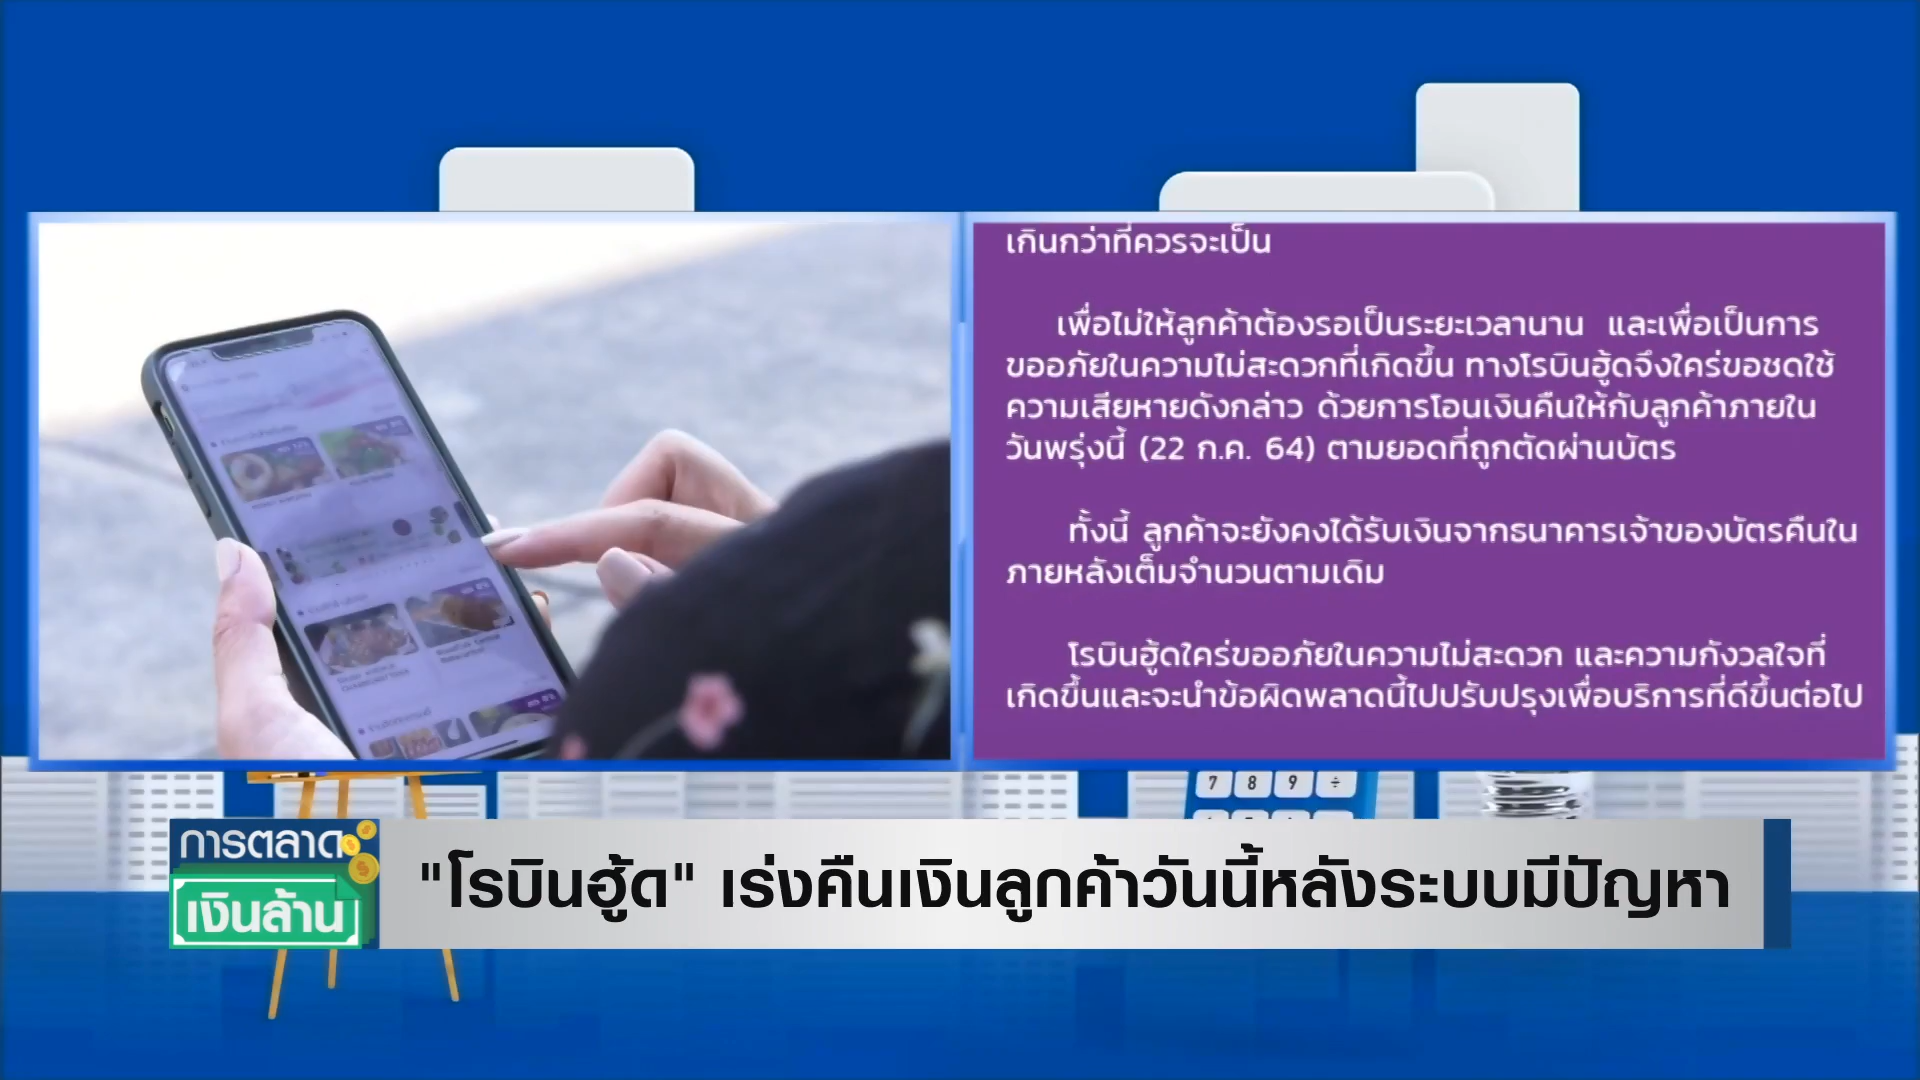 เกินกว่าที่ควรจะเป็น
เพื่อไม่ให้ลูกค้าต้องรอเป็นระยะเวลานาน และเพื่อเป็นการ
ขออภัยในความไม่สะดวกที่เกิดขึ้น ทางโรบินฮู้ดจึงใคร่ขอชดใช้
ความเสียหายดังกล่าว ด้วยการโอนเงินคืนให้กับลูกค้าภายใน
วันพรุ่งนี้ (22 ก.ค. 64) ตามยอดที่ถูกตัดผ่านบัตร
ทั้งนี้ ลูกค้าจะยังคงได้รับเงินจากธนาคารเจ้าของบัตรคืนใน
ภายหลังเต็มจำนวนตามเดิม
โรบินฮู้ดใคร่ขออภัยในความไม่สะดวก และความกังวลใจที่
เกิดขึ้นและจะนำข้อผิดพลาดนี้ไปปรับปรุงเพื่อบริการที่ดีขึ้นต่อไป
7 8 9 ÷
การตลาด
เงินล้าน
"โรบินฮู้ด" เร่งคืนเงินลูกค้าวันนี้หลังระบบมีปัญหา